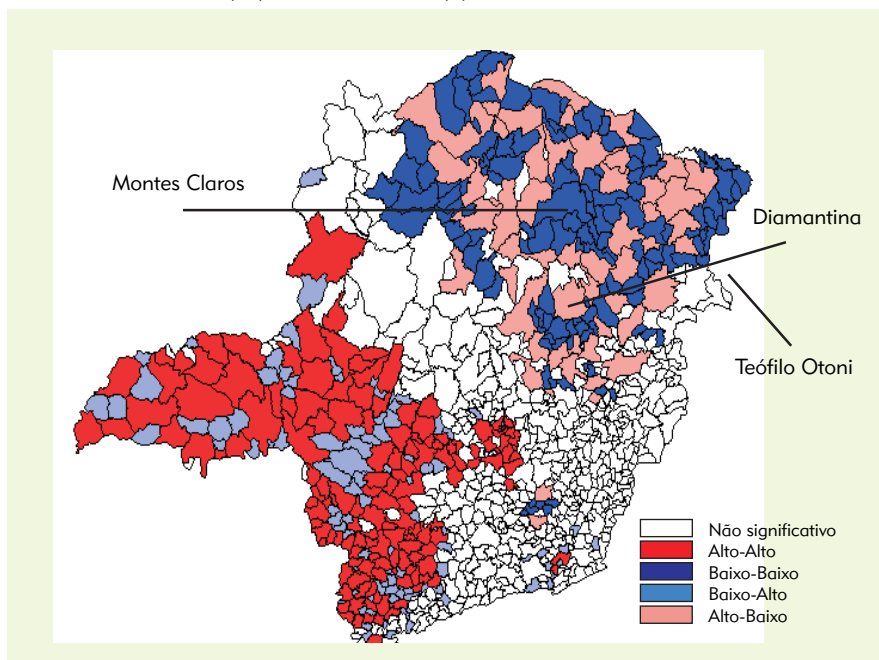 Montes Claros
Diamantina
Teófilo Otoni
Não significativo
Alto-Alto
Baixo-Baixo
Baixo-Alto
Alto-Baixo